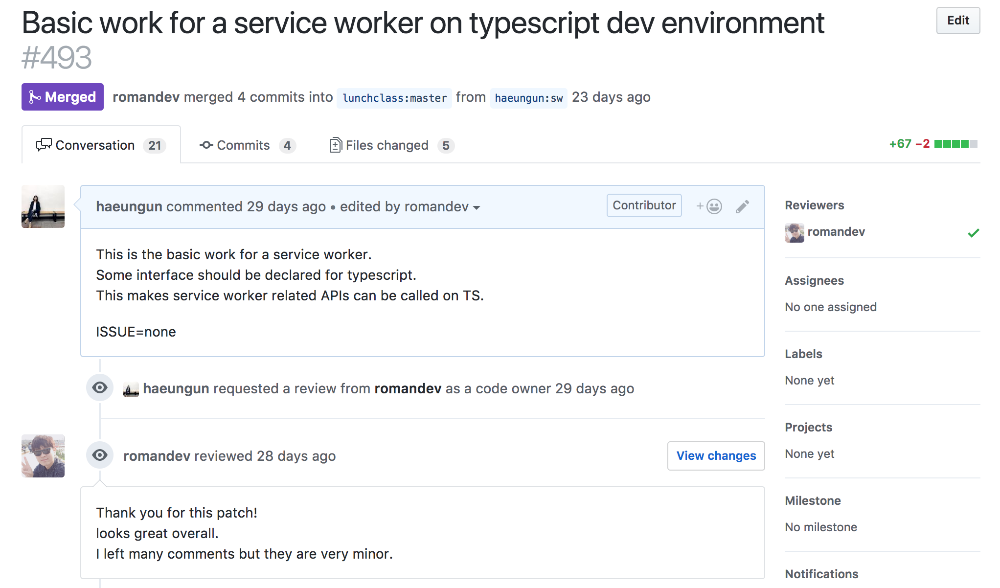 Basic work for a service worker on typescript dev environment
#493
Edit
Merged
romandev merged 4 commits into lunchclass:master from haeungun:sw 23 days ago
Conversation 21
Commits 4
Files changed 5
+67 −2
haeungun commented 29 days ago • edited by romandev
Contributor
+
This is the basic work for a service worker.
Some interface should be declared for typescript.
This makes service worker related APIs can be called on TS.
ISSUE=none
haeungun requested a review from romandev as a code owner 29 days ago
romandev reviewed 28 days ago
View changes
Thank you for this patch!
looks great overall.
I left many comments but they are very minor.
Reviewers
romandev
Assignees
No one assigned
Labels
None yet
Projects
None yet
Milestone
No milestone
Notifications